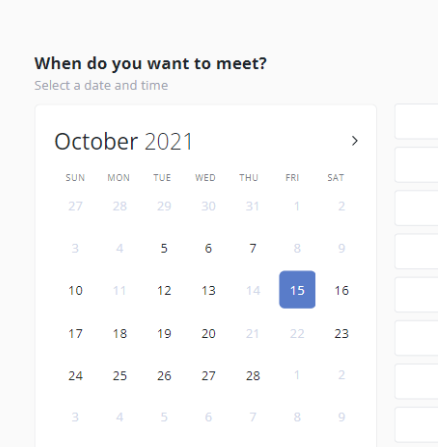 When do you want to meet?
Select a date and time
October 2021 >
SUN MON TUE WED THU FRI SAT
27 28 29 30 31 1 2
3 4 5 6 7 8 9
10 11 12 13 14 15 16
17 18 19 20 21 22 23
24 25 26 27 28 1 2
3 4 5 6 7 8 9